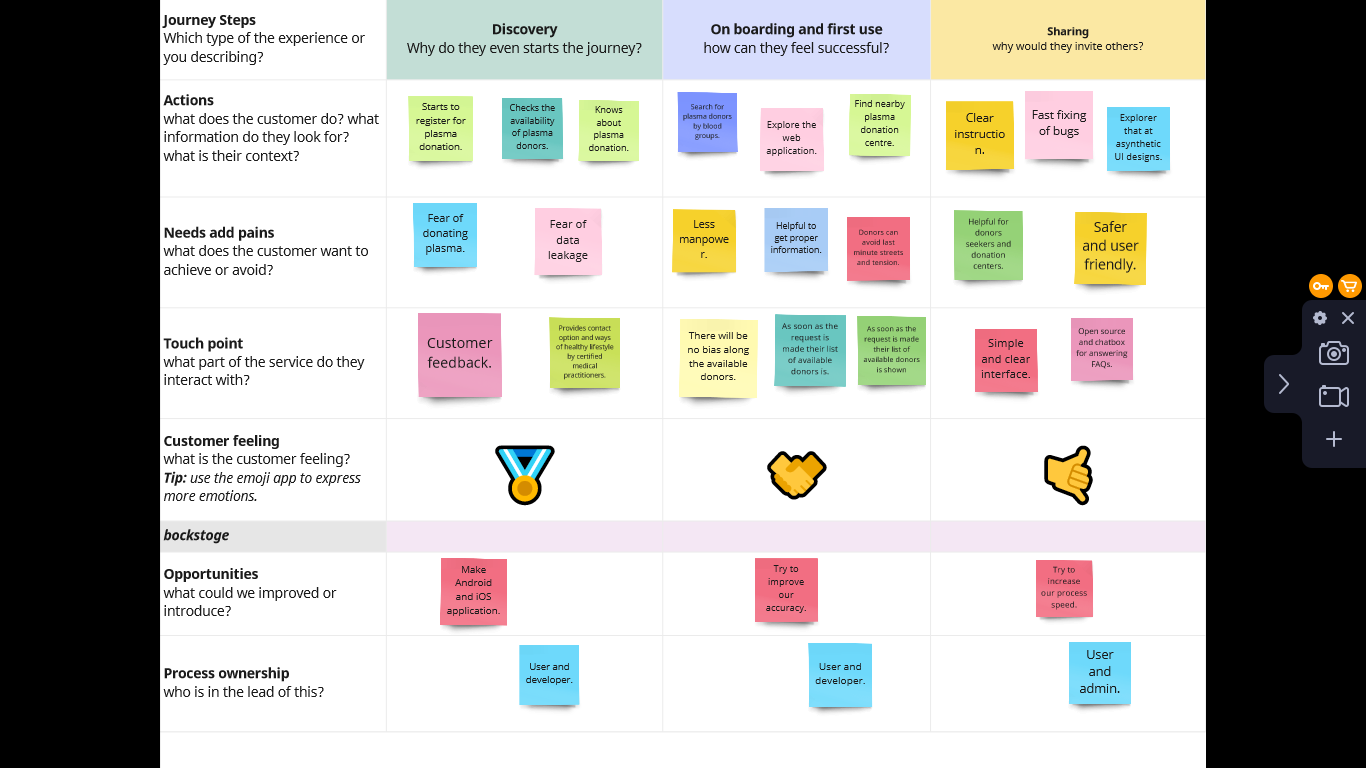 Journey Steps
Which type of the experience or
you describing?
Discovery
Why do they even starts the journey?
On boarding and first use
how can they feel successful?
Sharing
why would they invite others?
Actions
what does the customer do? what
information do they look for?
what is their context?
Starts to
register for
plasma
donation.
Checks the
availability
of plasma
donors.
Knows
about
plasma
donation.
Search for
plasma donors
by blood
groups.
Explore the
web
application.
Find nearby
plasma
donation
centre.
Clear
instructio
n.
Fast fixing
of bugs
Explorer
that at
asynthetic
UI designs.
Needs add pains
what does the customer want to
achieve or avoid?
Fear of
donating
plasma.
Fear of
data
leakage
Less
manpowe
r.
Helpful to
get proper
information.
Donors can
avoid last
minute streets
and tension.
Helpful for
donors
seekers and
donation
centers.
Safer
and user
friendly.
Touch point
what part of the service do they
interact with?
Customer
feedback.
Provides contact
option and ways
of healthy lifestyle
by certified
medical
practitioners.
There will be
no bias along
the available
donors.
As soon as the
request is
made their list
of available
donors is.
As soon as the
request is made
their list of
available donors
is shown
Simple
and clear
interface.
Open source
and chatbox
for answering
FAQs.
Customer feeling
what is the customer feeling?
Tip: use the emoji app to express
more emotions.
backstoge
Opportunities
what could we improved or
introduce?
Make
Android
and iOS
application.
Try to
improve
our
accuracy.
Try to
increase
our process
speed.
Process ownership
who is in the lead of this?
User and
developer.
User and
developer.
User
and
admin.